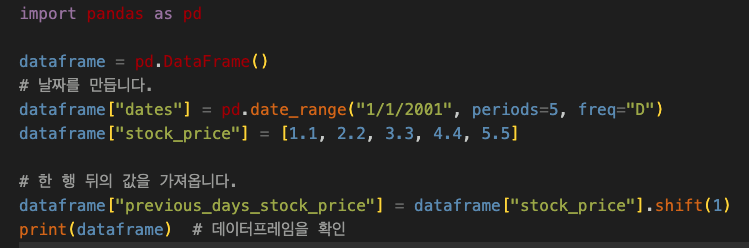 import pandas as pd
dataframe = pd.DataFrame()
# 날짜를 만듭니다.
dataframe["dates"] = pd.date_range("1/1/2001", periods=5, freq="D")
dataframe["stock_price"] = [1.1, 2.2, 3.3, 4.4, 5.5]
# 한 행 뒤의 값을 가져옵니다.
dataframe["previous_days_stock_price"] = dataframe["stock_price"].shift(1)
print(dataframe)  # 데이터프레임을 확인